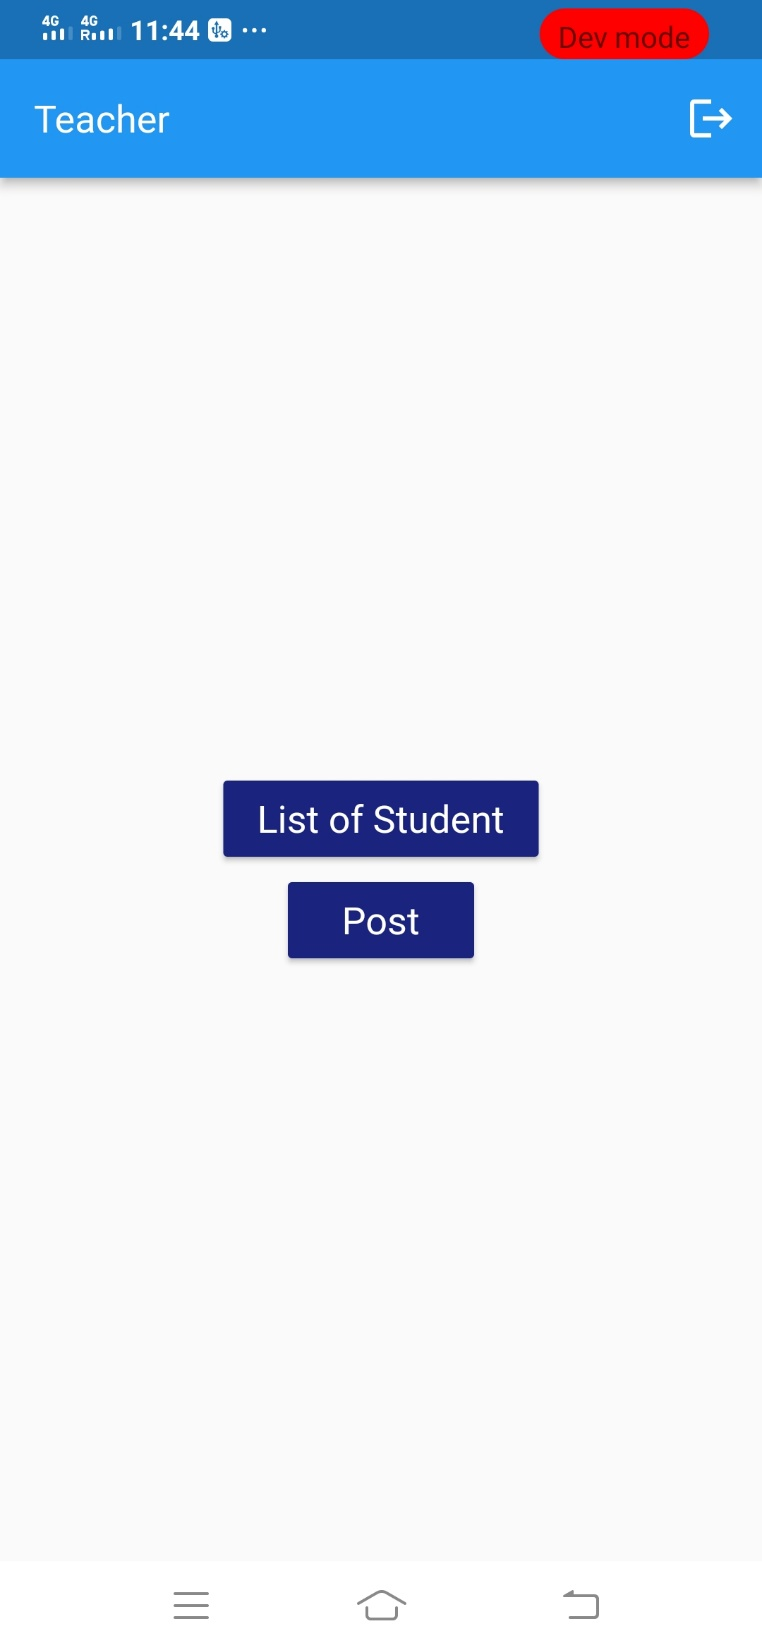 4G 4G R 11:44 ...
Dev mode
Teacher
List of Student
Post